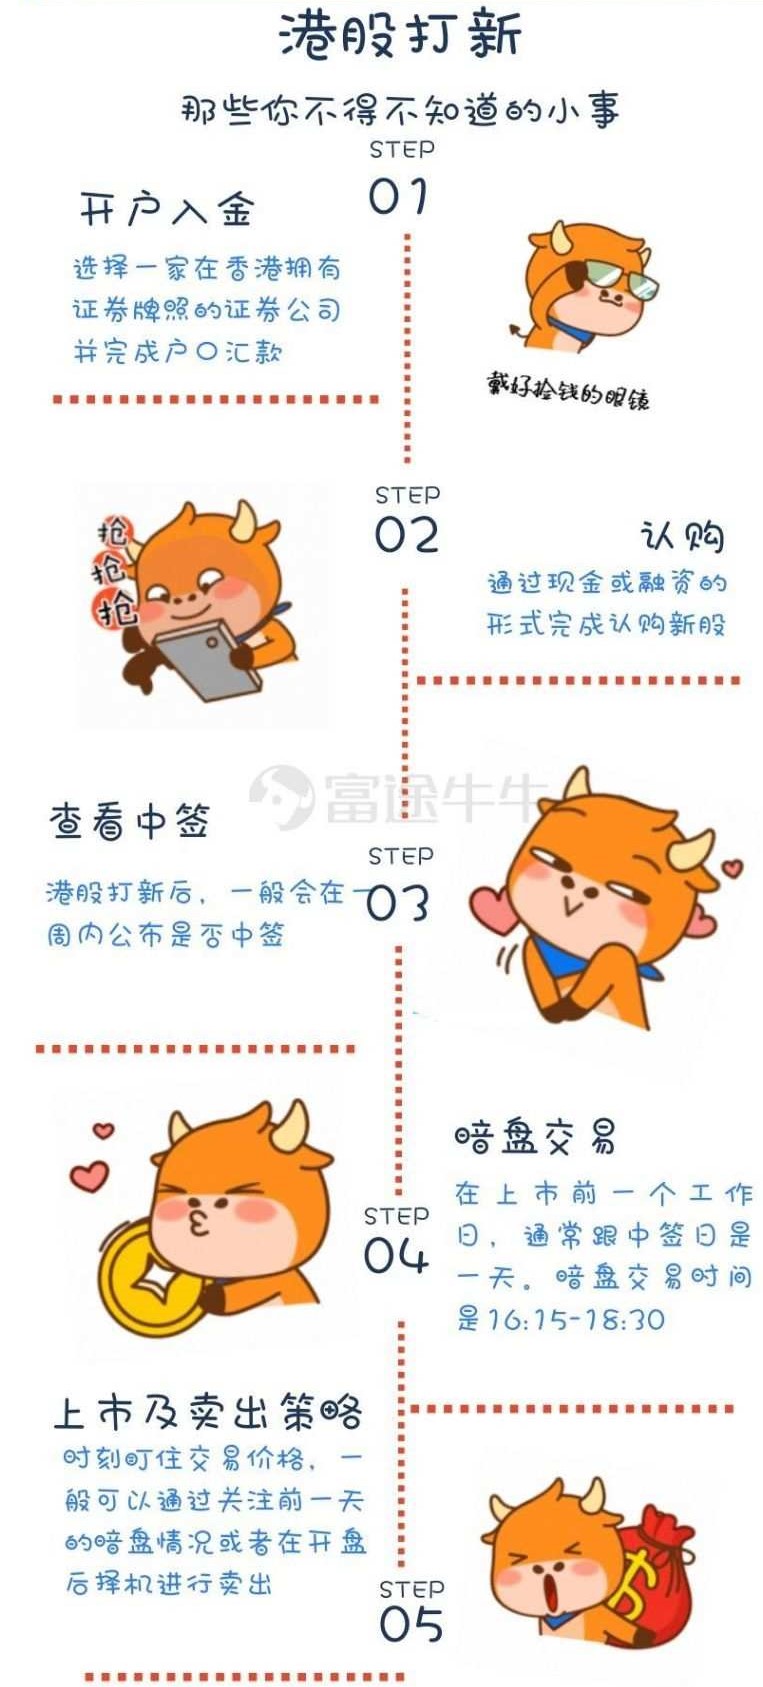 港股打新
那些你不得不知道的小事
STEP
01
开户入金
选择一家在香港拥有
证券牌照的证券公司
并完成户口汇款
戴好捡钱的眼镜
STEP
02
抢
抢
抢
认购
通过现金或融资的
形式完成认购新股
富途牛牛
查看中签
STEP
03
港股打新后，一般会在一
周内公布是否中签
暗盘交易
STEP
04
在上市前一个工作
日，通常跟中签日是
一天。暗盘交易时间
是16:15-18:30
上市及卖出策略
时刻盯住交易价格，一
般可以通过关注前一天
的暗盘情况或者在开盘
后择机进行卖出
STEP
05